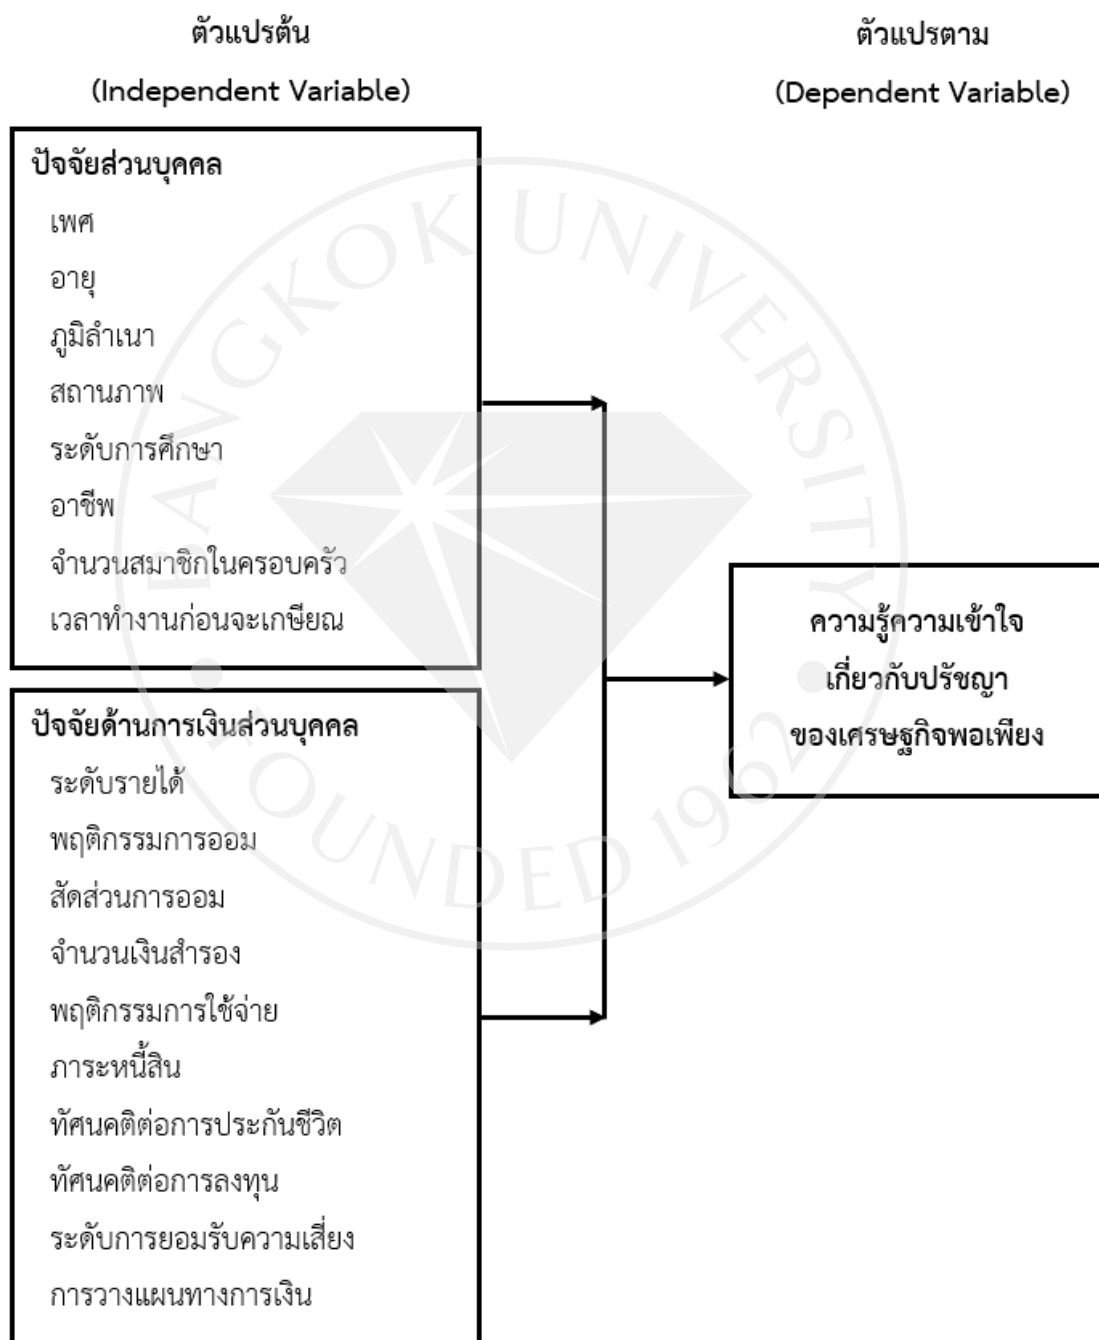 ตัวแปรต้น
(Independent Variable)
ตัวแปรตาม
(Dependent Variable)
ปัจจัยส่วนบุคคล
เพศ
อายุ
ภูมิลำเนา
สถานภาพ
ระดับการศึกษา
อาชีพ
จำนวนสมาชิกในครอบครัว
เวลาทำงานก่อนจะเกษียณ
ปัจจัยด้านการเงินส่วนบุคคล
ระดับรายได้
พฤติกรรมการออม
สัดส่วนการออม
จำนวนเงินสำรอง
พฤติกรรมการใช้จ่าย
ภาระหนี้สิน
ทัศนคติต่อการประกันชีวิต
ทัศนคติต่อการลงทุน
ระดับการยอมรับความเสี่ยง
การวางแผนทางการเงิน
ความรู้ความเข้าใจ
เกี่ยวกับปรัชญา
ของเศรษฐกิจพอเพียง
BANGKOK UNIVERSITY
FOUNDED 1962